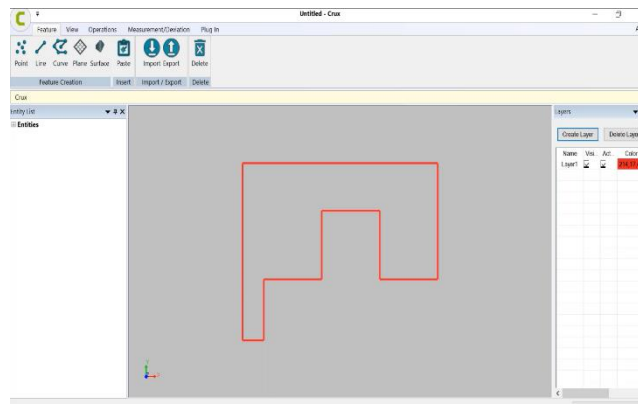 Untitled - Crux
Feature View Operations Measurement/Deviation Plug In
Point Line Curve Plane Surface Paste Import Export Delete
Feature Creation Insert Import / Export Delete
Crux
Entity List
Entities
Layers
Create Layer Delete Laye
Name Visi.. Act.. Color
Layer1